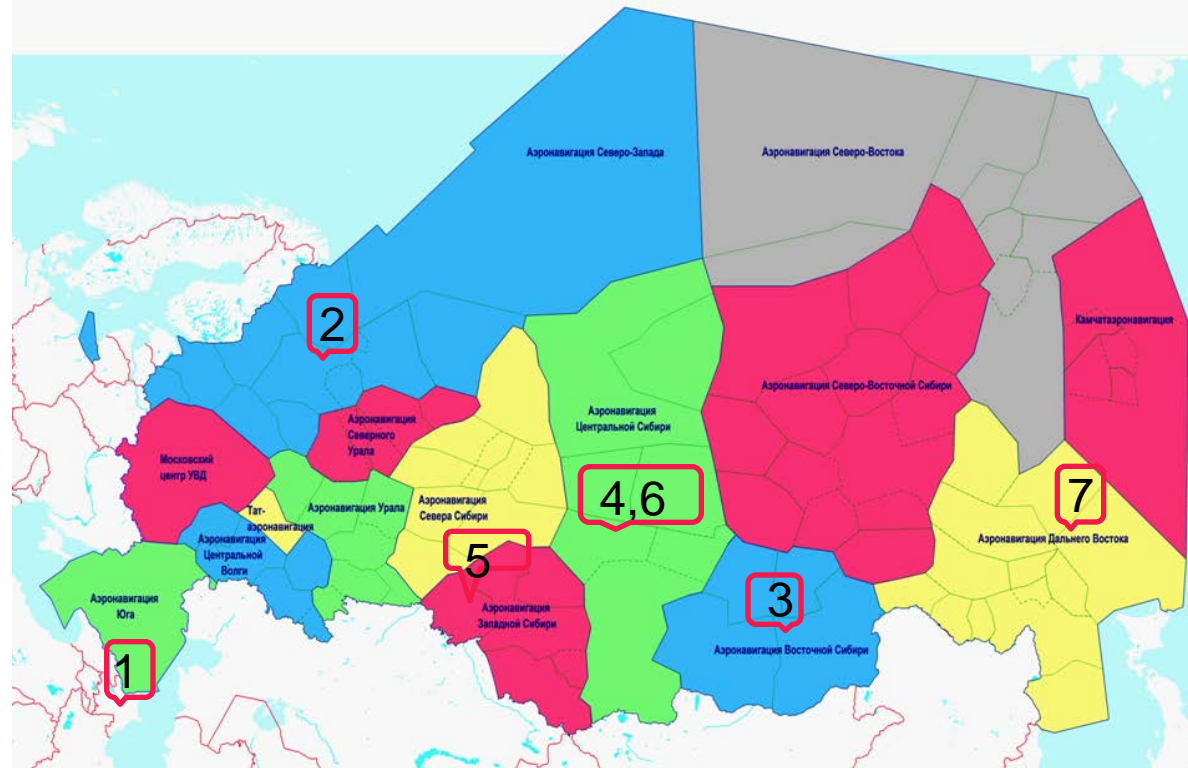 Аэронавигация Северо-Запада
Аэронавигация Северо-Востока
2
Камчатаэронавигация
Аэронавигация Северо-Восточной Сибири
Аэронавигация
Центральной Сибири
Аэронавигация
Северного
Урала
Московский
центр УВД
4,6
7
Аэронавигация
Севера Сибири
Аэронавигация Урала
Тат-
аэронавигация
Аэронавигация
Центральной
Волги
Аэронавигация Дальнего Востока
5
3
Аэронавигация
Юга
Аэронавигация
Западной Сибири
Аэронавигация Восточной Сибири
1